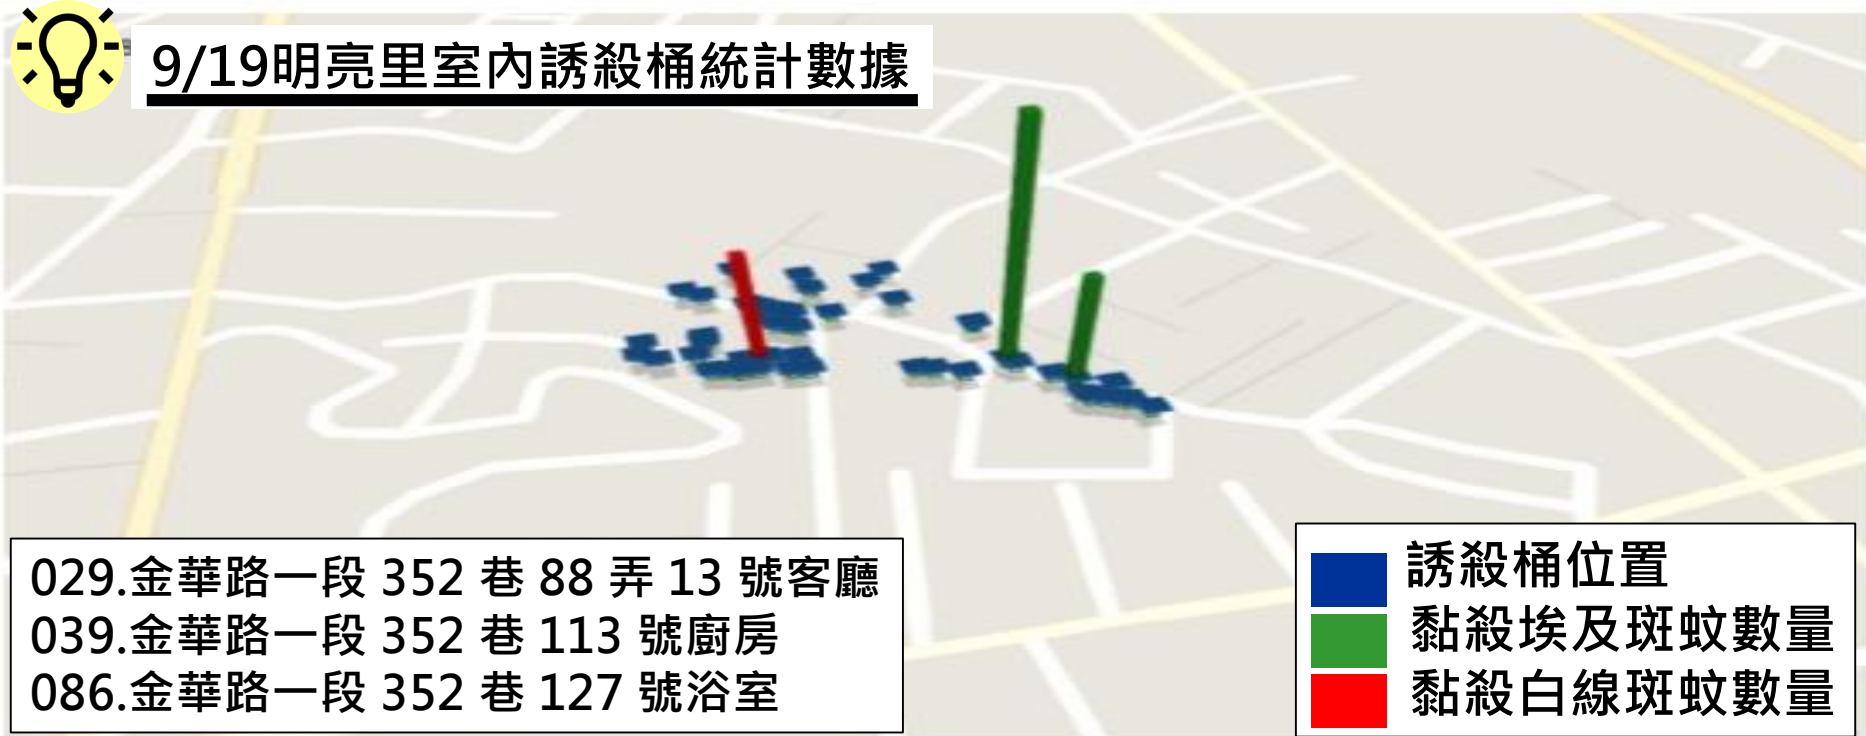 9/19明亮里室內誘殺桶統計數據
029.金華路一段 352 巷 88 弄 13 號客廳
039.金華路一段 352 巷 113 號廚房
086.金華路一段 352 巷 127 號浴室
誘殺桶位置
黏殺埃及斑蚊數量
黏殺白線斑蚊數量